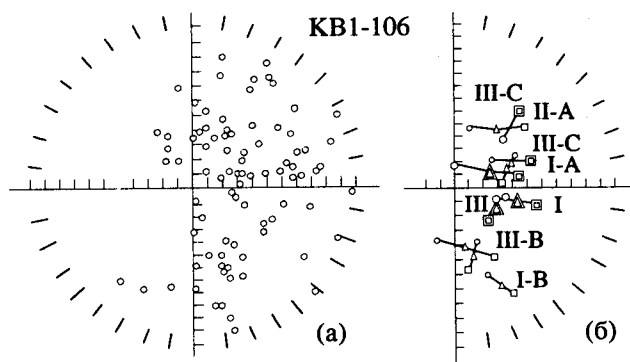 KB1-106
III-C
II-A
III-C
I-A
III
I
III-B
I-B
(а)
(б)